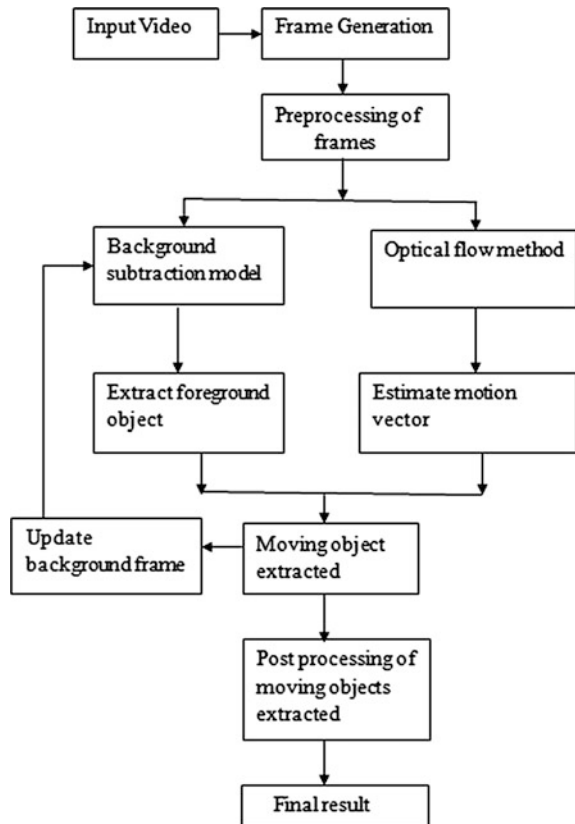 Input Video
Frame Generation
Preprocessing of
frames
Background
subtraction model
Optical flow method
Extract foreground
object
Estimate motion
vector
Update
background frame
Moving object
extracted
Post processing of
moving objects
extracted
Final result